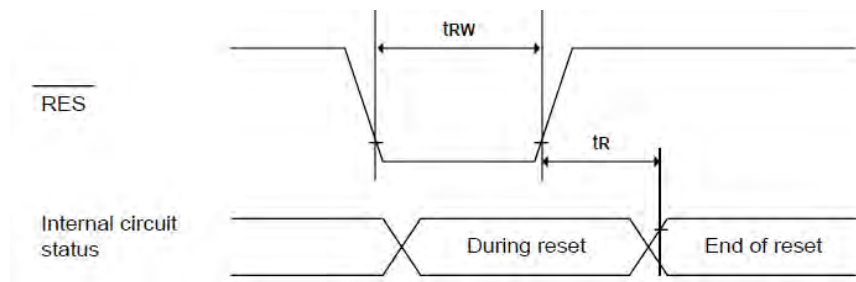 tRW
RES
tR
Internal circuit
status
During reset
End of reset